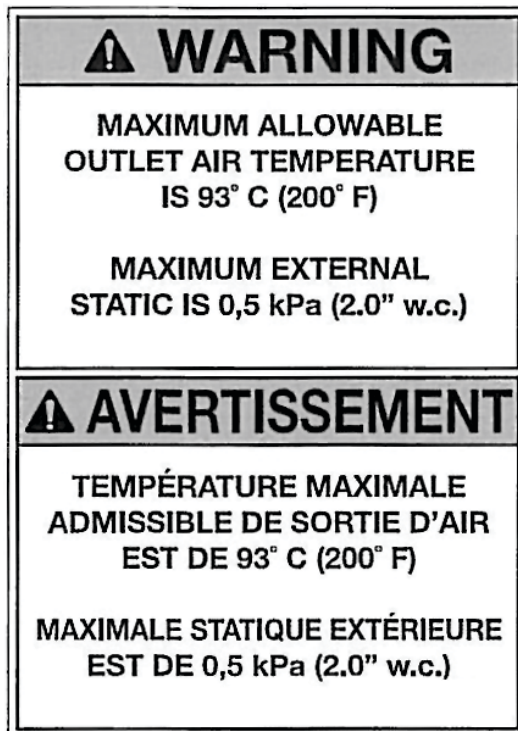 WARNING
MAXIMUM ALLOWABLE
OUTLET AIR TEMPERATURE
IS 93° C (200° F)
MAXIMUM EXTERNAL
STATIC IS 0,5 kPa (2.0" w.c.)
AVERTISSEMENT
TEMPÉRATURE MAXIMALE
ADMISSIBLE DE SORTIE D'AIR
EST DE 93° C (200° F)
MAXIMALE STATIQUE EXTÉRIEURE
EST DE 0,5 kPa (2.0" w.c.)